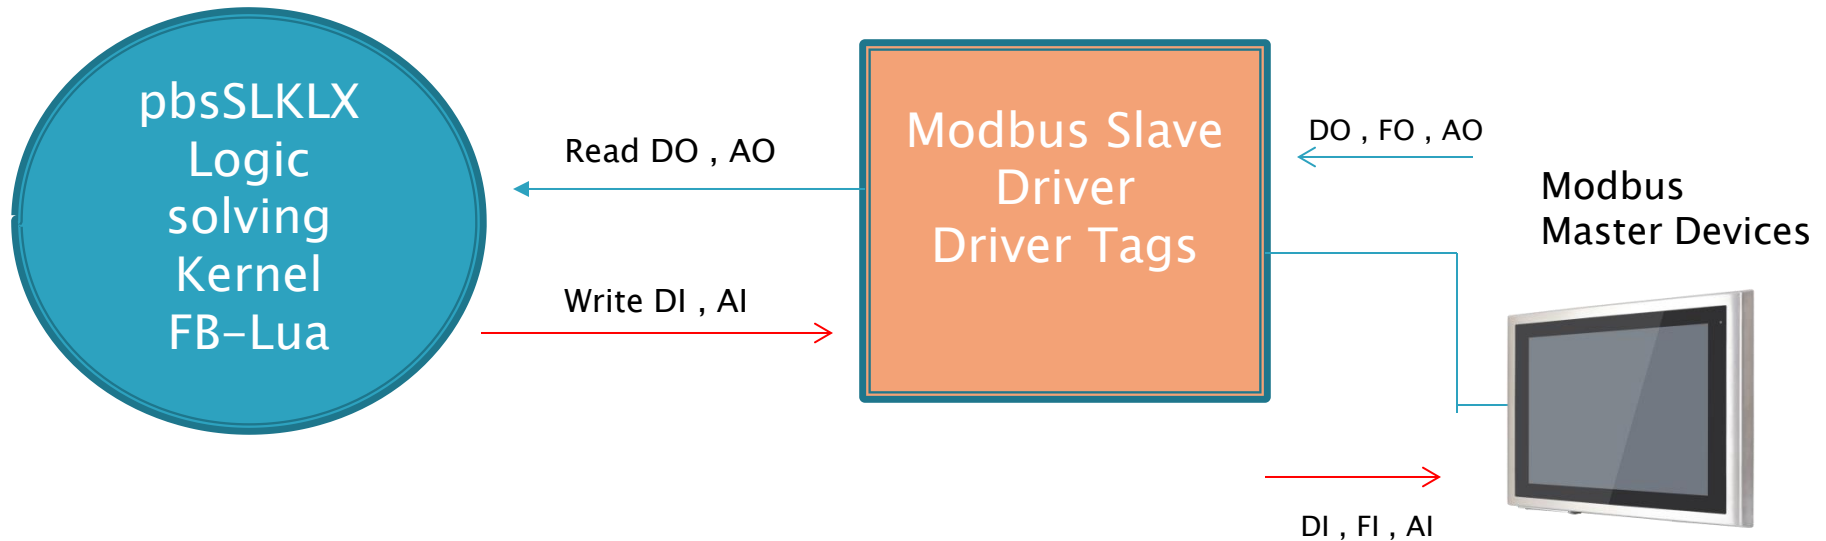 pbsSLKLX
Logic
solving
Kernel
FB-Lua
Read DO , AO
Write DI , AI
Modbus Slave
Driver
Driver Tags
DO , FO , AO
Modbus
Master Devices
DI , FI , AI